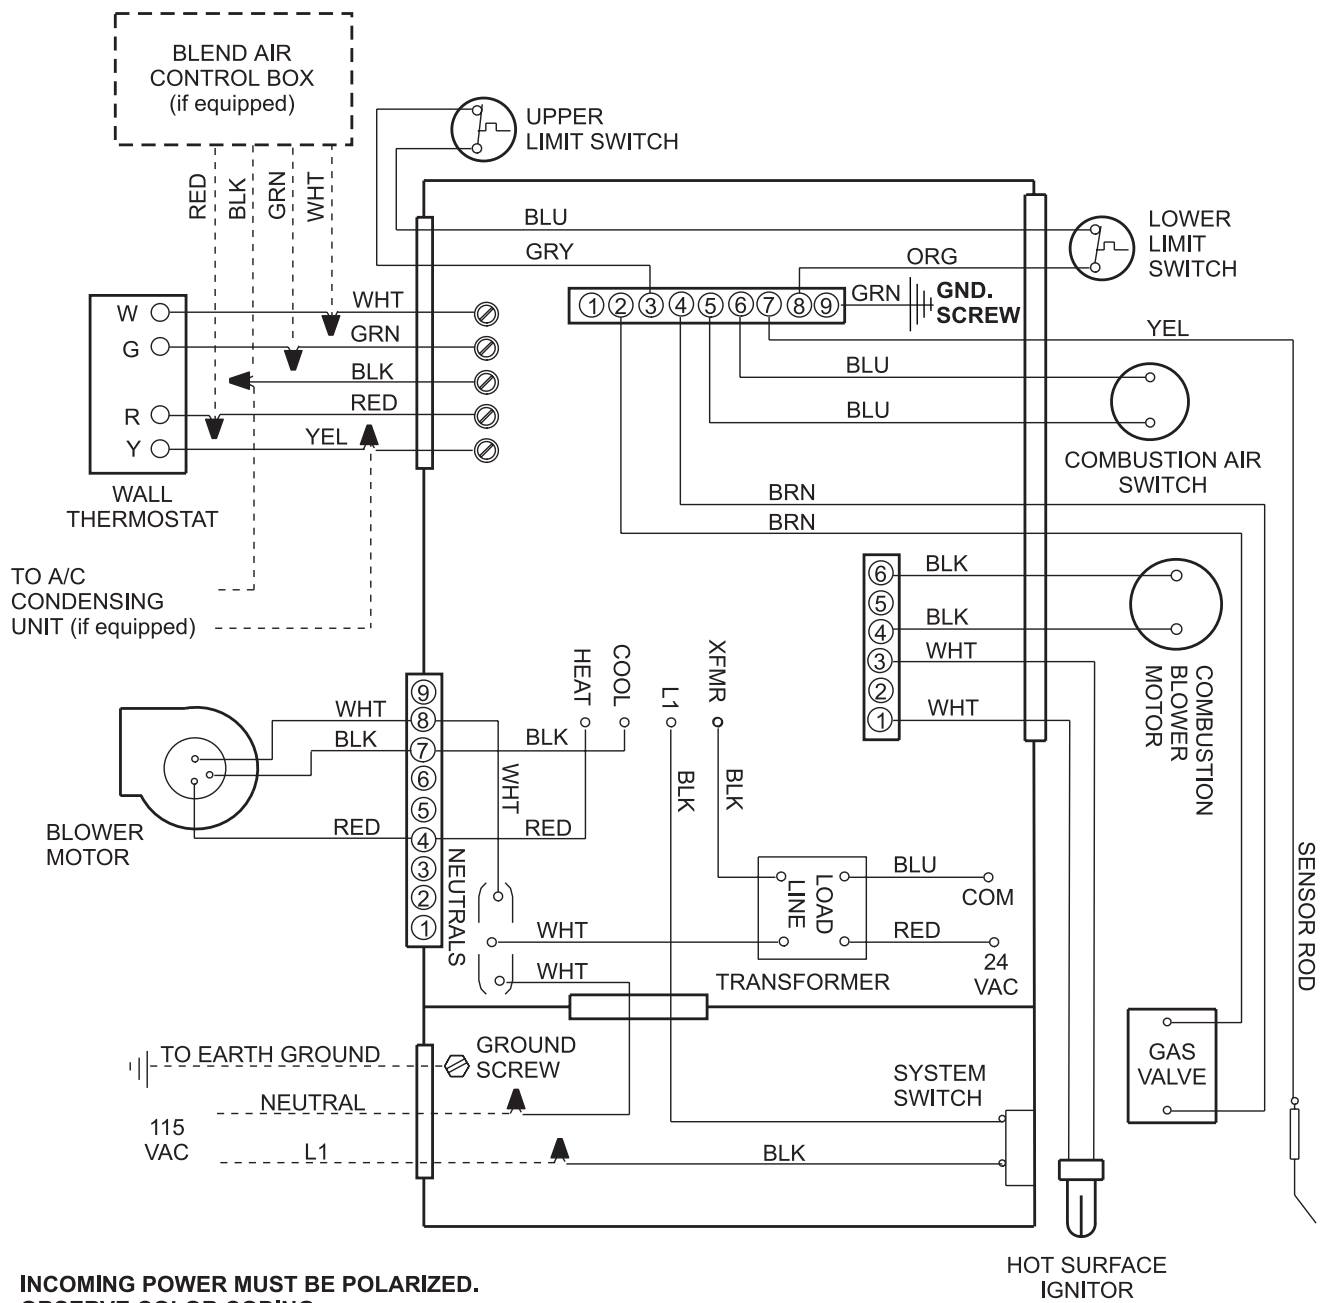 BLEND AIR
CONTROL BOX
(if equipped)
UPPER
LIMIT SWITCH
RED
BLK
GRN
WHT
BLU
GRY
ORG
LOWER
LIMIT
SWITCH
1 2 3 4 5 6 7 8 9
GRN
GND.
SCREW
YEL
W
G
R
Y
WHT
GRN
BLK
RED
YEL
WALL
THERMOSTAT
BLU
BLU
COMBUSTION AIR
SWITCH
BRN
BRN
TO A/C
CONDENSING
UNIT (if equipped)
6
5
4
3
2
1
BLK
BLK
WHT
WHT
COMBUSTION
BLOWER
MOTOR
HEAT
COOL
L1
XFMR
9
8
7
6
5
4
3
2
1
WHT
BLK
RED
BLOWER
MOTOR
BLK
WHT
RED
BLK
BLK
NEUTRALS
WHT
WHT
LINE
LOAD
TRANSFORMER
BLU
COM
RED
24
VAC
SENSOR ROD
GAS
VALVE
TO EARTH GROUND
GROUND
SCREW
NEUTRAL
115
VAC
L1
SYSTEM
SWITCH
BLK
HOT SURFACE
IGNITOR
INCOMING POWER MUST BE POLARIZED.
OBSERVE COLOR CODING